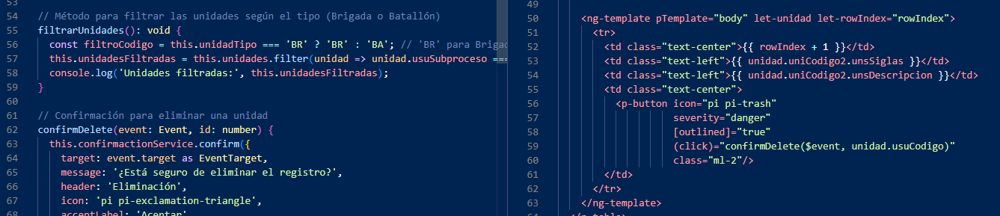 53
54 // Método para filtrar las unidades según el tipo (Brigada o Batallón)
55 filtrarUnidades(): void {
56 const filtroCodigo = this.unidadTipo === 'BR' ? 'BR' : 'BA'; // 'BR' para Brigad
57 this.unidadesFiltradas = this.unidades.filter(unidad => unidad.usuSubproceso ===
58 console.log('Unidades filtradas:', this.unidadesFiltradas);
59 }
60
61 // Confirmación para eliminar una unidad
62 confirmDelete(event: Event, id: number) {
63 this.confirmactionService.confirm({
64 target: event.target as EventTarget,
65 message: '¿Está seguro de eliminar el registro?',
66 header: 'Eliminación',
67 icon: 'pi pi-exclamation-triangle',
68 acceptLabel: 'Aceptar'
49
50 <ng-template pTemplate="body" let-unidad let-rowIndex="rowIndex">
51 <tr>
52 <td class="text-center">{{ rowIndex + 1 }}</td>
53 <td class="text-left">{{ unidad.uniCodigo2.unsSiglas }}</td>
54 <td class="text-left">{{ unidad.uniCodigo2.unsDescripcion }}</td>
55 <td class="text-center">
56 <p-button icon="pi pi-trash"
57 severity="danger"
58 [outlined]="true"
59 (click)="confirmDelete($event, unidad.usuCodigo)"
60 class="ml-2"/>
61 </td>
62 </tr>
63 </ng-template>
64 </p-table>